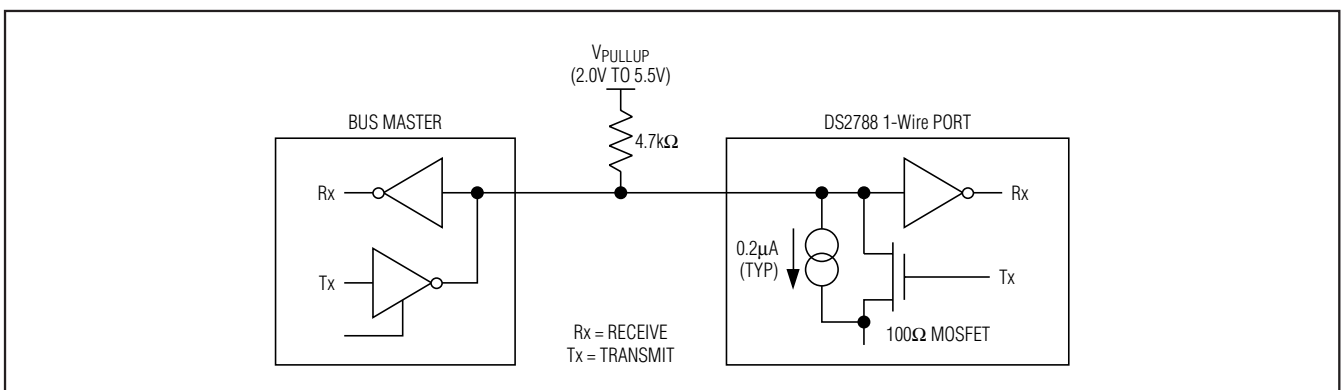 VPULLUP
(2.0V TO 5.5V)
BUS MASTER
DS2788 1-Wire PORT
4.7kΩ
Rx
Rx
0.2μA
(TYP)
Tx
Tx
100Ω MOSFET
Rx = RECEIVE
Tx = TRANSMIT